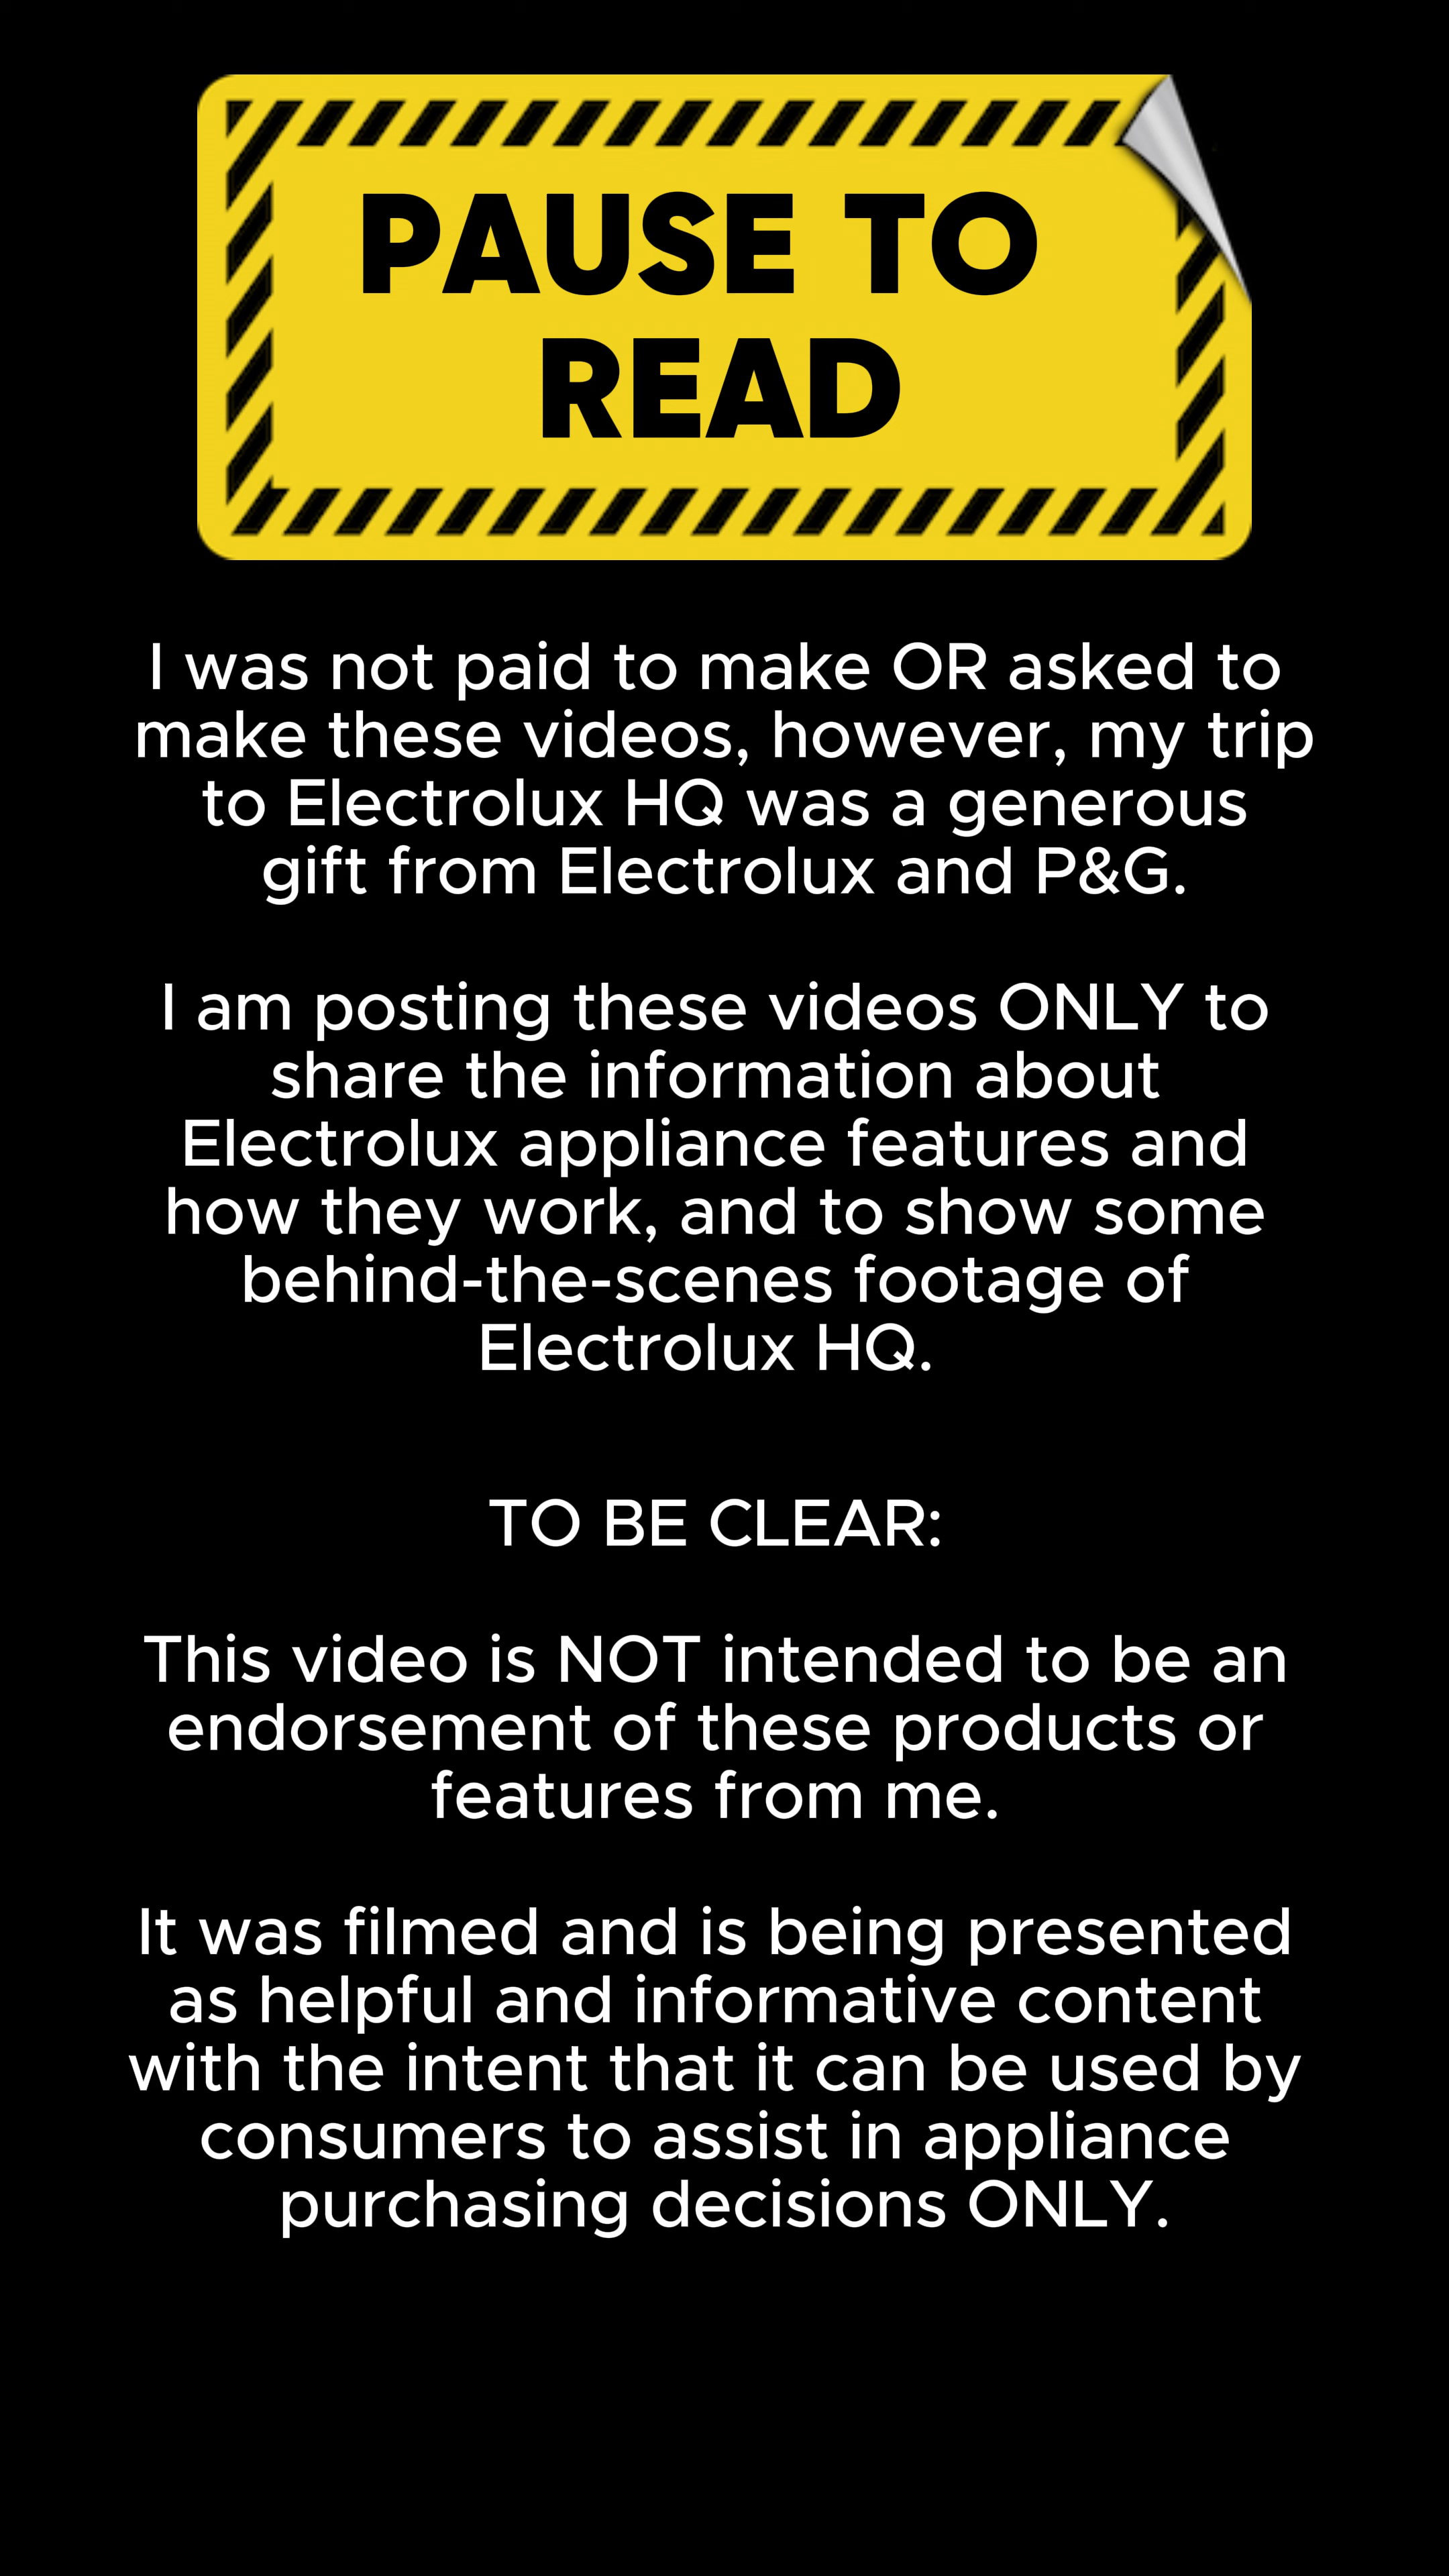 PAUSE TO
READ
I was not paid to make OR asked to
make these videos, however, my trip
to Electrolux HQ was a generous
gift from Electrolux and P&G.
I am posting these videos ONLY to
share the information about
Electrolux appliance features and
how they work, and to show some
behind-the-scenes footage of
Electrolux HQ.
TO BE CLEAR:
This video is NOT intended to be an
endorsement of these products or
features from me.
It was filmed and is being presented
as helpful and informative content
with the intent that it can be used by
consumers to assist in appliance
purchasing decisions ONLY.